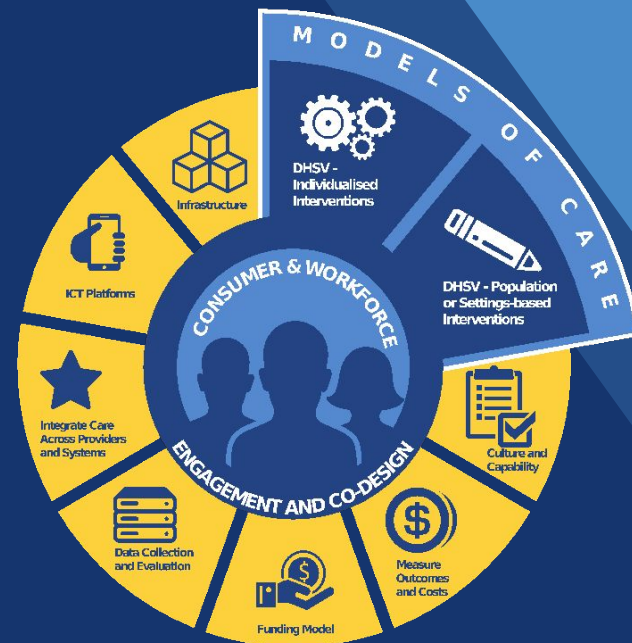 MODELS OF CARE
DHSV -
Individualised
Interventions
DHSV - Population
or Settings-based
Interventions
Culture and
Capability
Measure
Outcomes
and Costs
Funding Model
Data Collection
and Evaluation
Integrate Care
Across Providers
and Systems
ICT Platforms
Infrastructure
CONSUMER & WORKFORCE
ENGAGEMENT AND CO-DESIGN
$
$